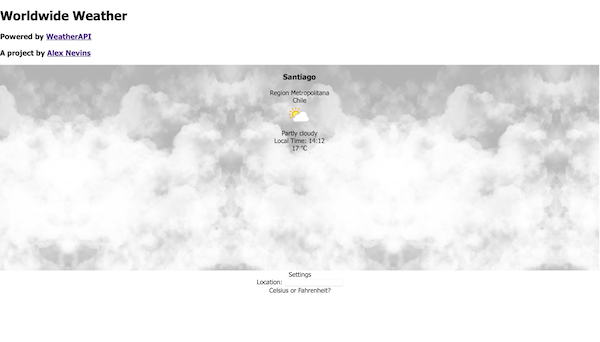 Worldwide Weather
Powered by WeatherAPI
A project by Alex Nevins
Santiago
Region Metropolitana
Chile
Partly cloudy
Local Time: 14:12
17 °C
Settings
Location:
Celsius or Fahrenheit?